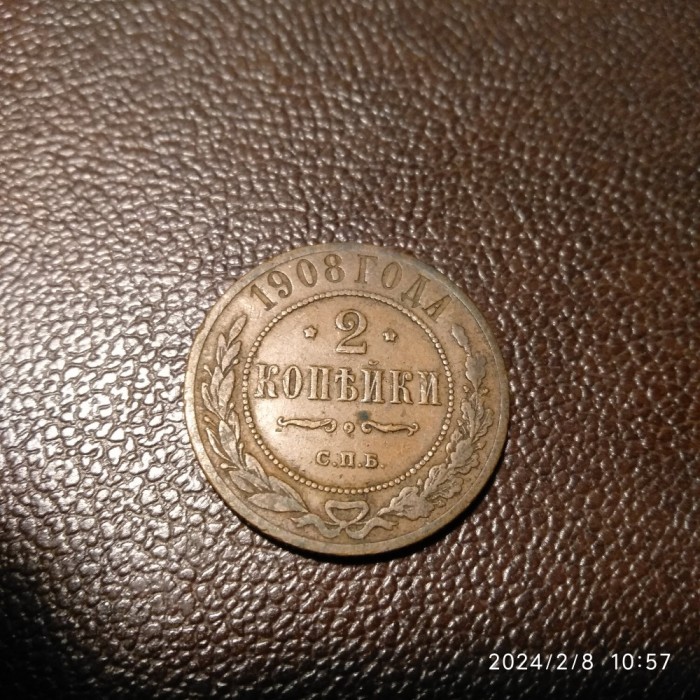 1908 ГОДА
2
КОПѢЙКИ
С.П.Б.
2024/2/8 10:57